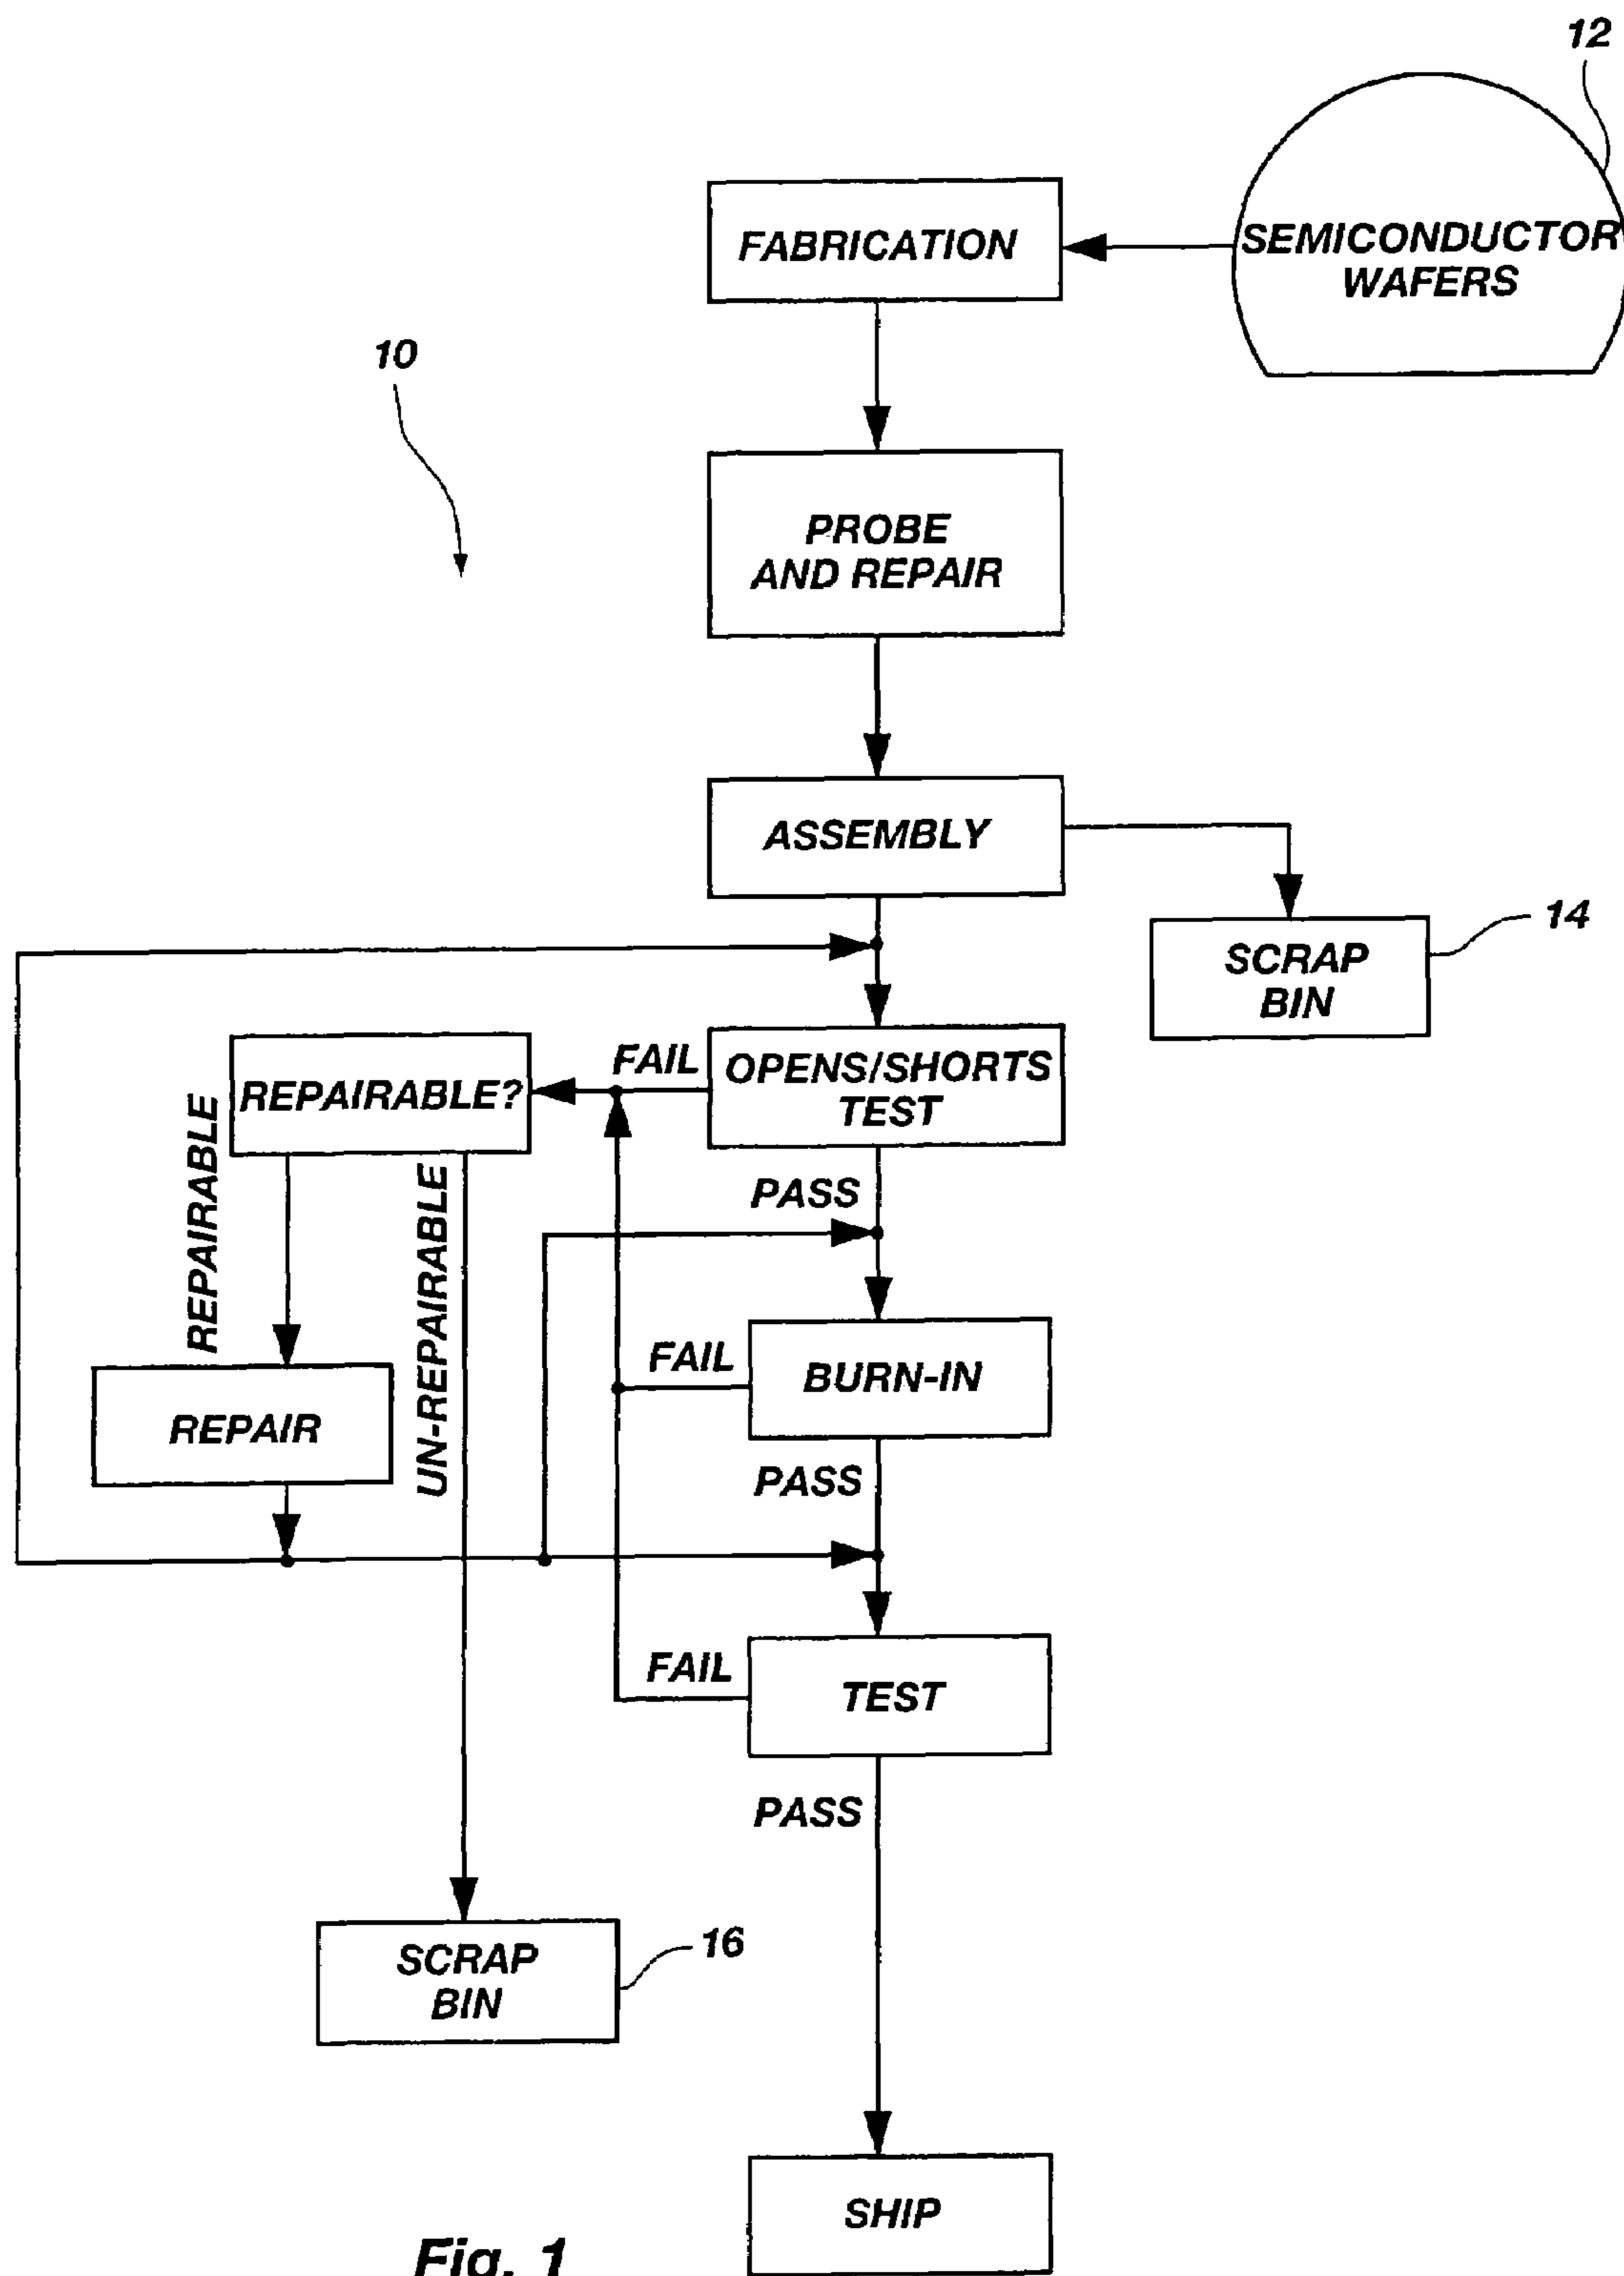 12
SEMICONDUCTOR
WAFERS
FABRICATION
10
PROBE
AND REPAIR
ASSEMBLY
14
SCRAP
BIN
FAIL
OPENS/SHORTS
TEST
REPAIRABLE?
REPAIRABLE
UN-REPAIRABLE
PASS
FAIL
BURN-IN
REPAIR
PASS
FAIL
TEST
PASS
SCRAP
BIN
16
SHIP
Fig. 1